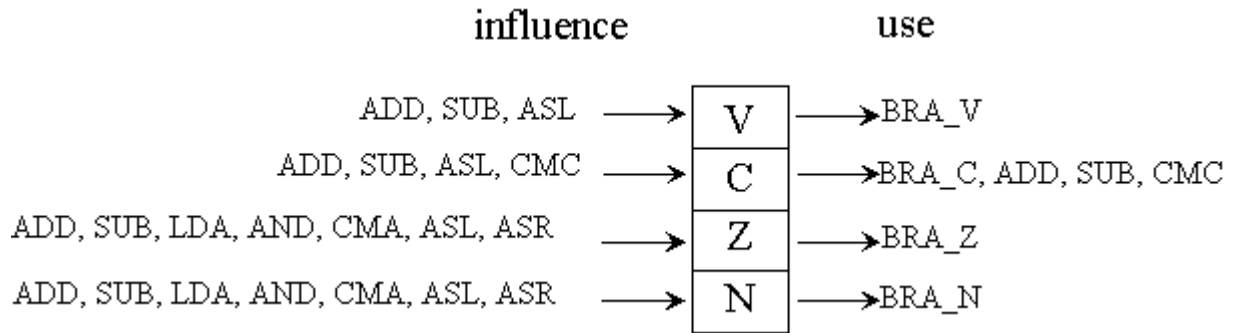 influence use
ADD, SUB, ASL V BRA_V
ADD, SUB, ASL, CMC C BRA_C, ADD, SUB, CMC
ADD, SUB, LDA, AND, CMA, ASL, ASR Z BRA_Z
ADD, SUB, LDA, AND, CMA, ASL, ASR N BRA_N